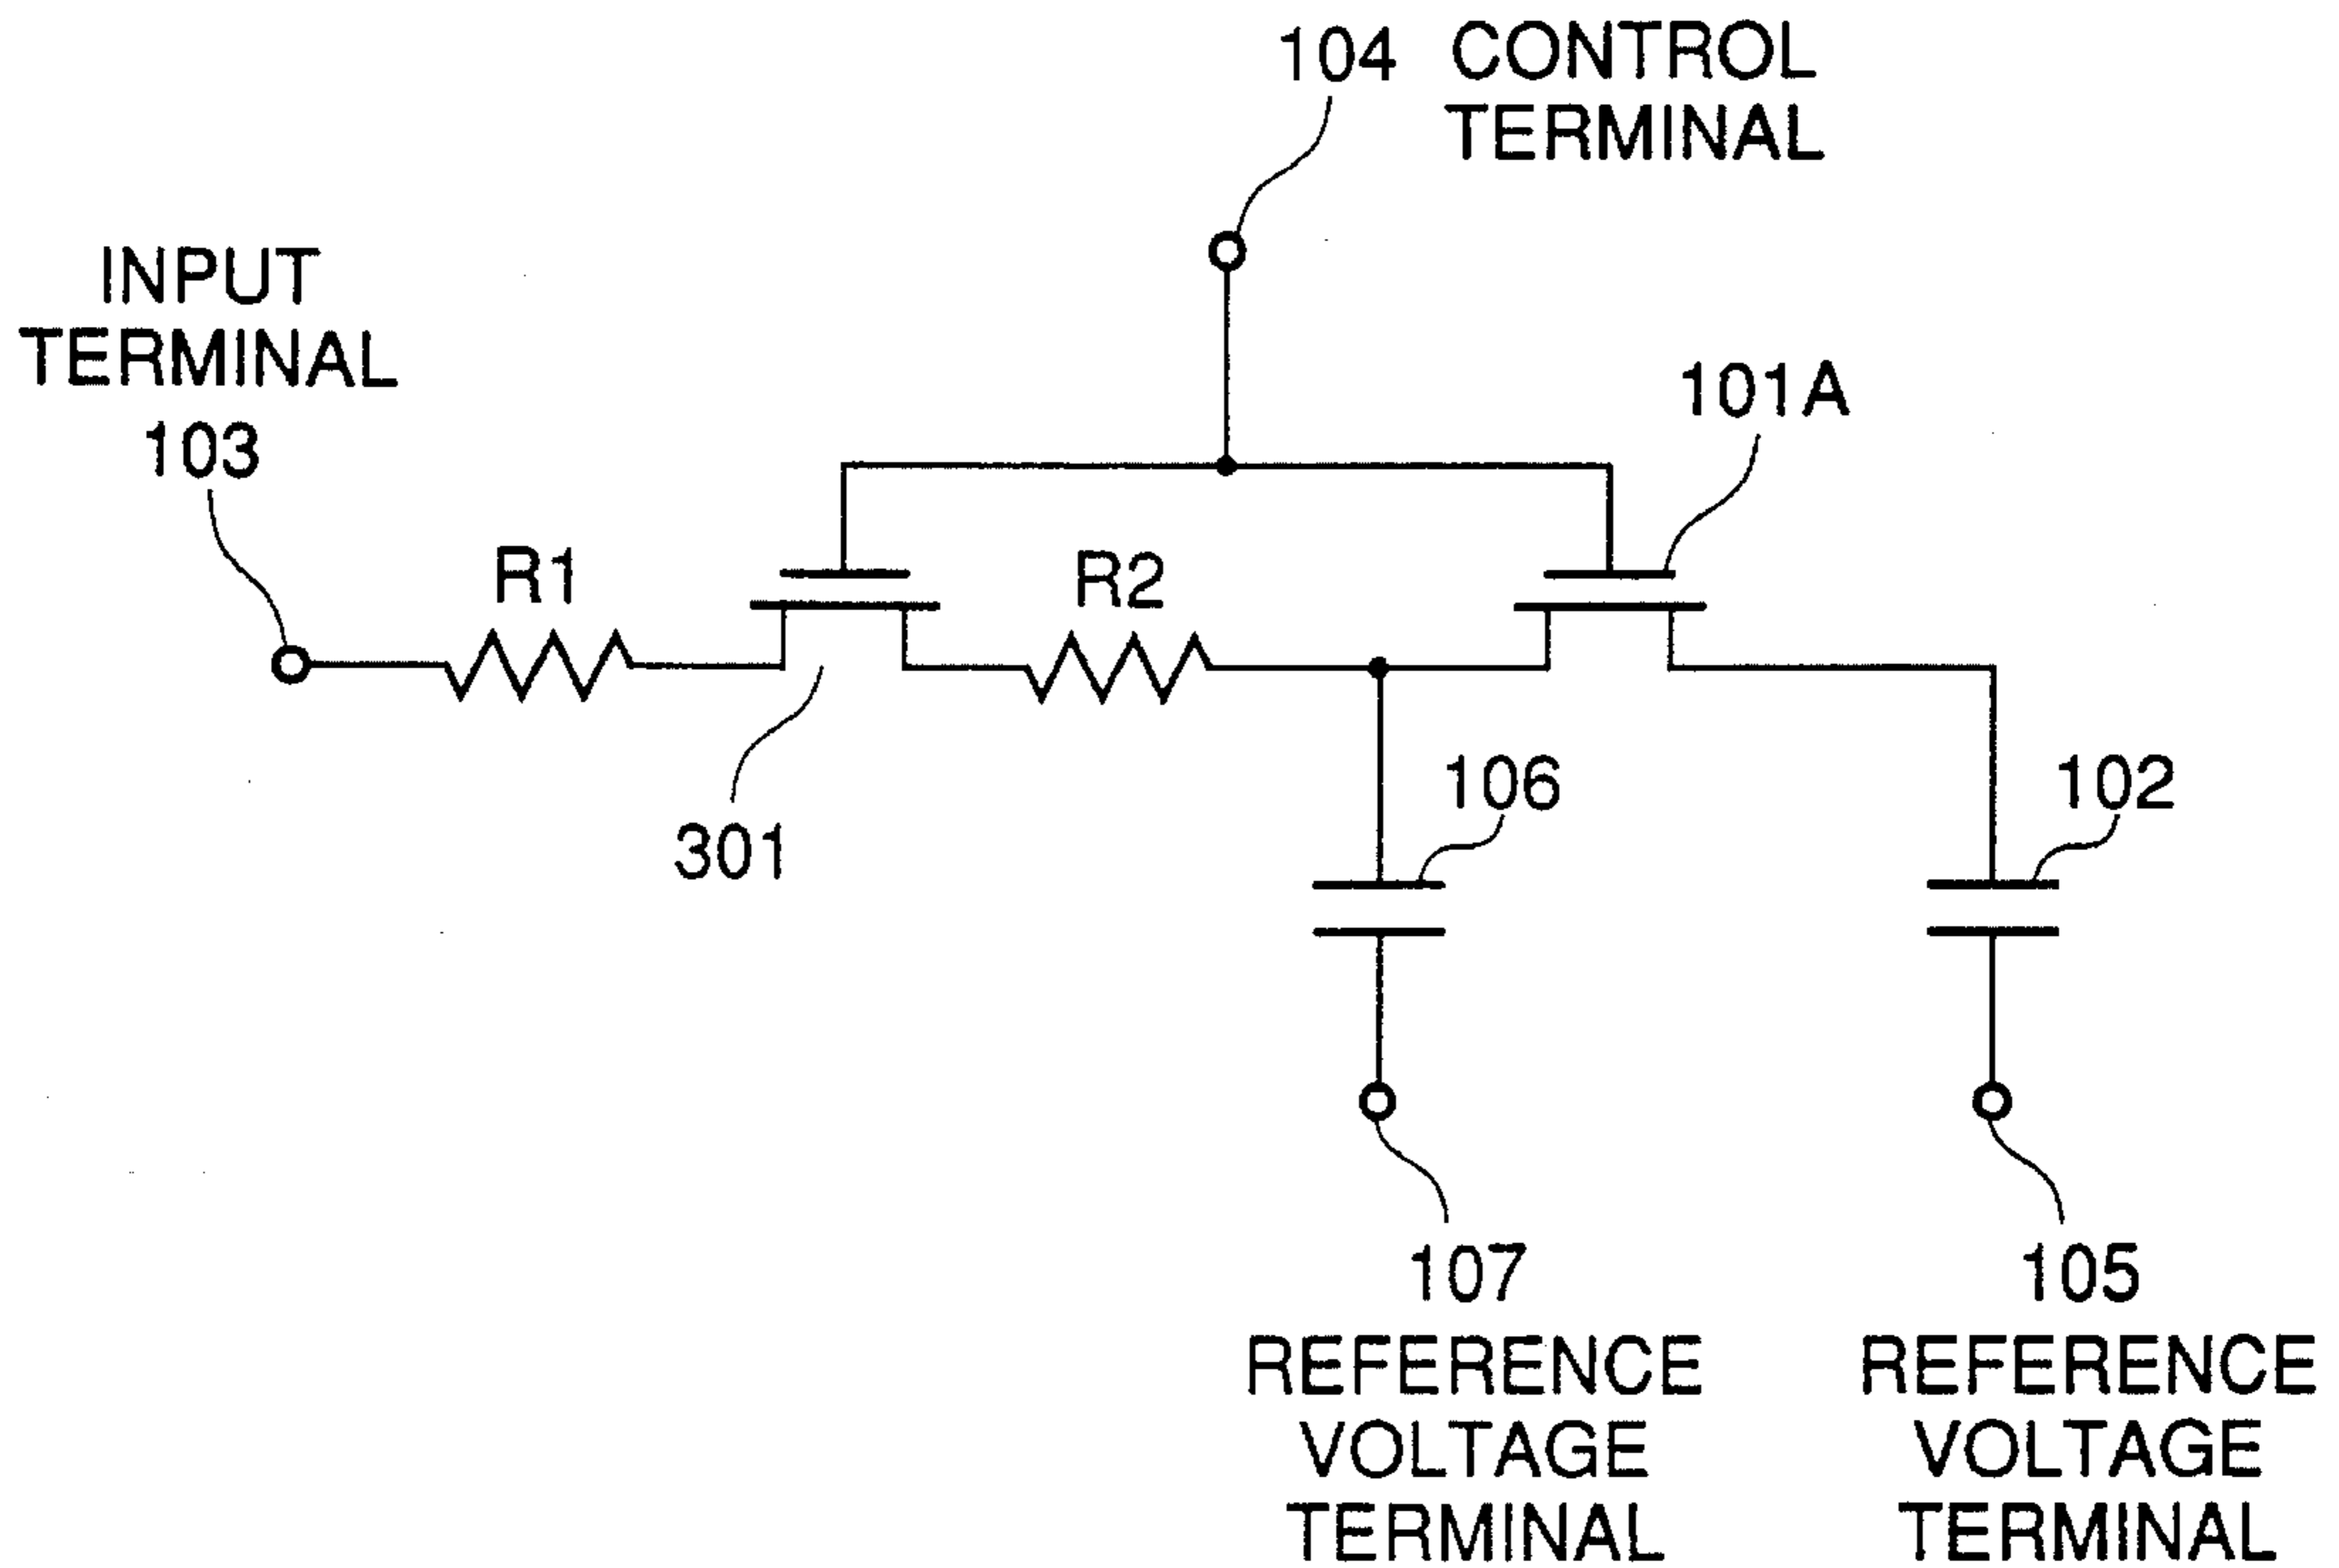 104 CONTROL
TERMINAL
INPUT
TERMINAL
103
101A
R1
R2
301
106
102
107
REFERENCE
VOLTAGE
TERMINAL
105
REFERENCE
VOLTAGE
TERMINAL